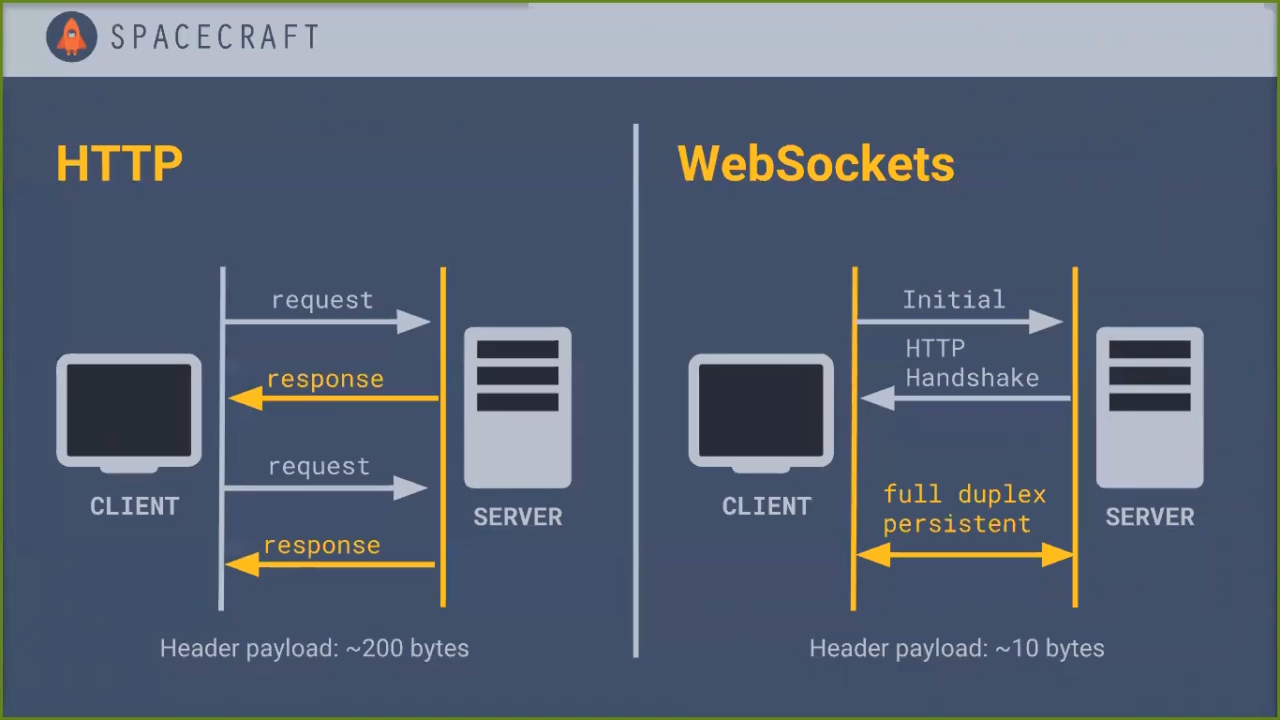 SPACECRAFT
HTTP
request
response
request
response
CLIENT
SERVER
Header payload: ~200 bytes
WebSockets
Initial
HTTP
Handshake
full duplex
persistent
CLIENT
SERVER
Header payload: ~10 bytes